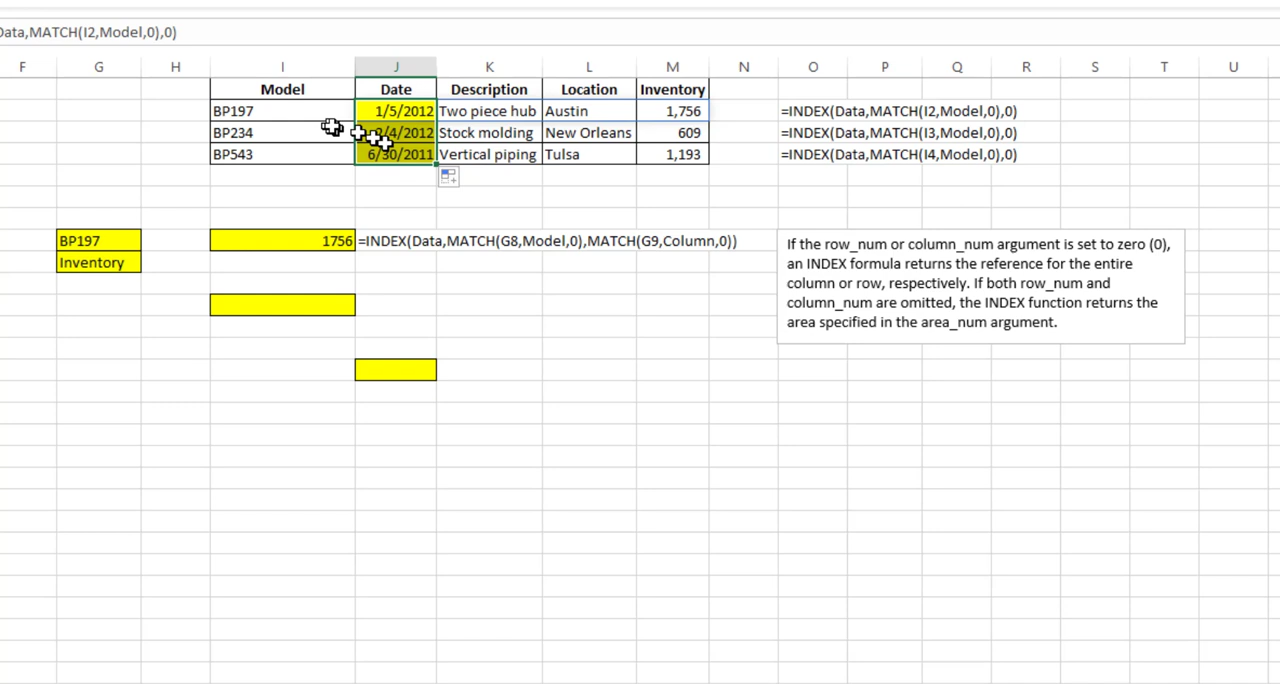 Data,MATCH(I2,Model,0),0)
F G H I J K L M N O P Q R S T U
Model Date Description Location Inventory
BP197 1/5/2012 Two piece hub Austin 1,756 =INDEX(Data,MATCH(I2,Model,0),0)
BP234 /4/2012 Stock molding New Orleans 609 =INDEX(Data,MATCH(I3,Model,0),0)
BP543 6/30/2011 Vertical piping Tulsa 1,193 =INDEX(Data,MATCH(I4,Model,0),0)
BP197 1756 =INDEX(Data,MATCH(G8,Model,0),MATCH(G9,Column,0))
Inventory
If the row_num or column_num argument is set to zero (0),
an INDEX formula returns the reference for the entire
column or row, respectively. If both row_num and
column_num are omitted, the INDEX function returns the
area specified in the area_num argument.